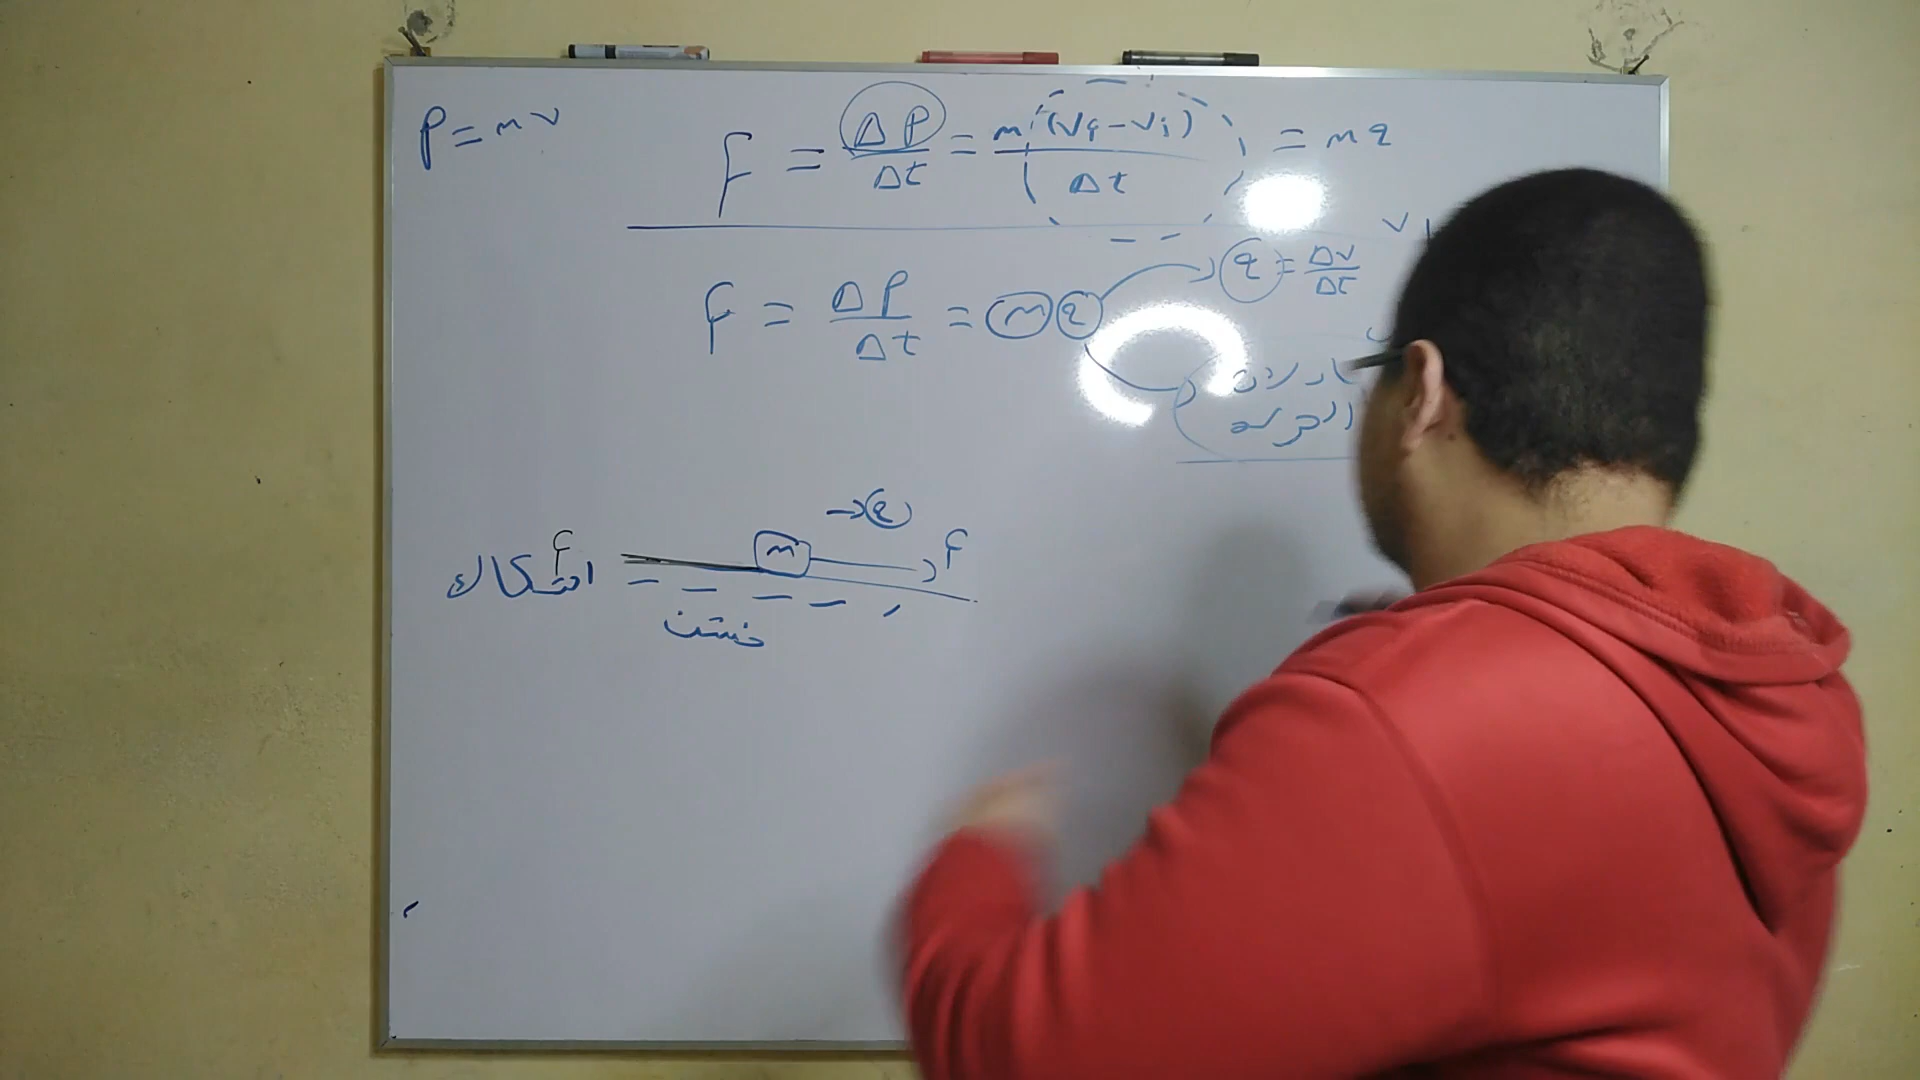 P = mv
F = ΔP/Δt = m(Vf - Vi)/Δt = ma
F = ΔP/Δt = ma
a = Δv/Δt
الحركة
→ a
F احتكاك m F
خشن